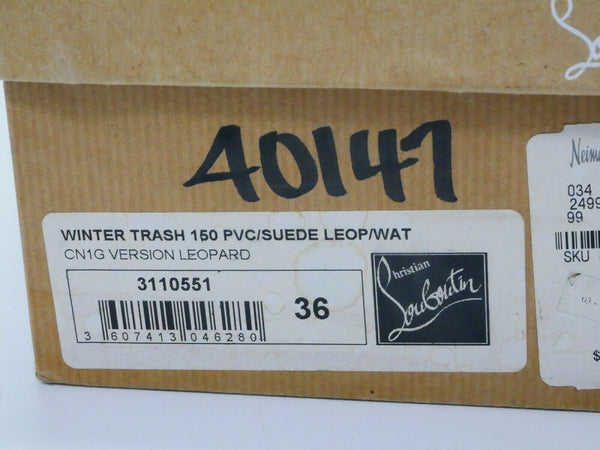 40147
WINTER TRASH 150 PVC/SUEDE LEOP/WAT
CN1G VERSION LEOPARD
3110551
36
3 607413 046280
Christian
Louboutin
034
2499
99
SKU
$